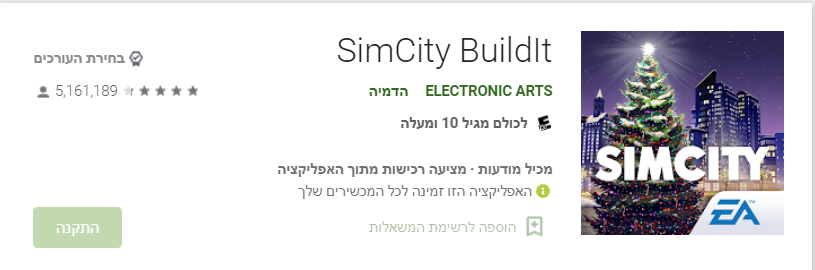 SimCity BuildIt
ELECTRONIC ARTS הדמיה
לכולם מגיל 10 ומעלה
מכיל מודעות · מציעה רכישות מתוך האפליקציה
האפליקציה הזו זמינה לכל המכשירים שלך
הוספה לרשימת המשאלות
בחירת העורכים
5,161,189
התקנה
SIMCITY
EA